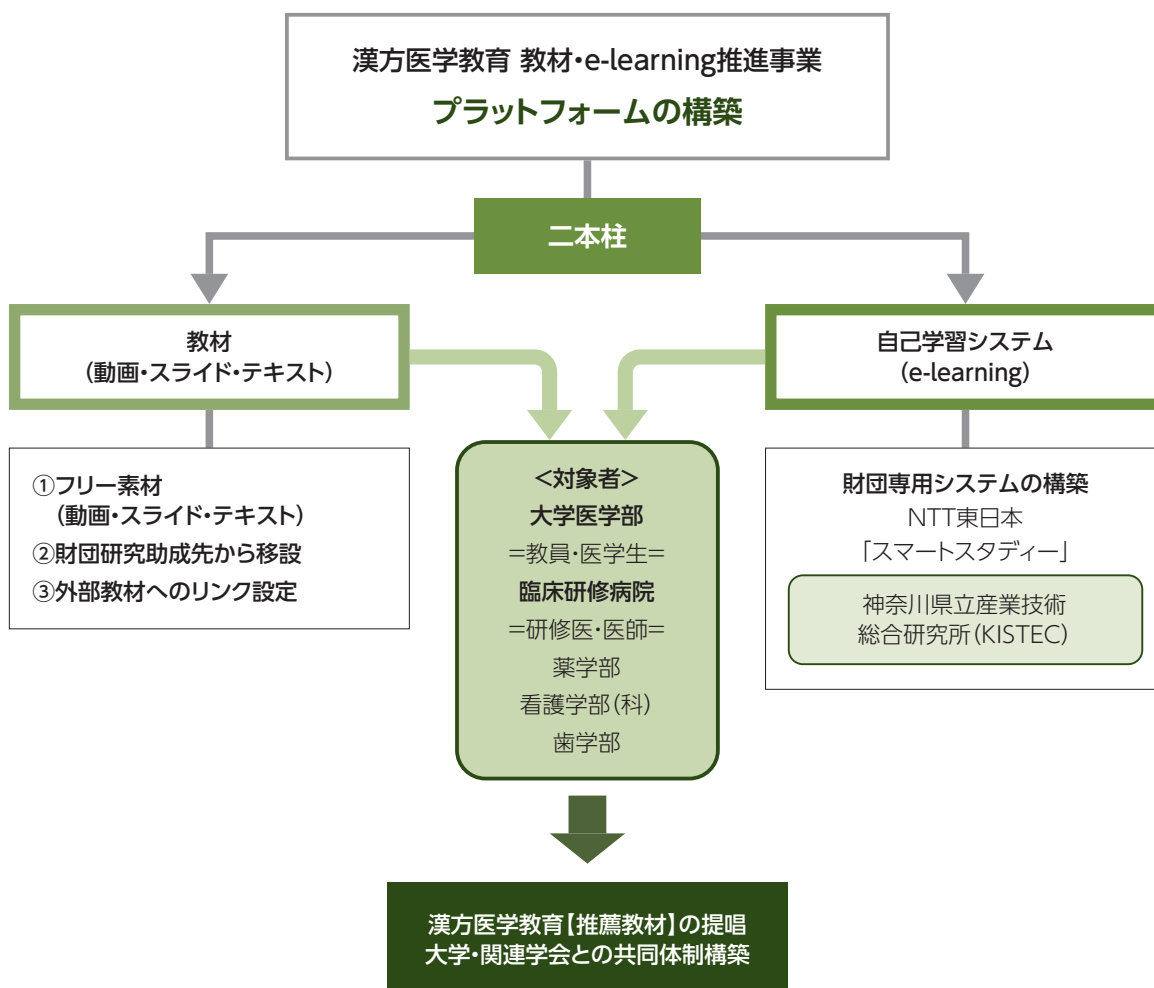 漢方医学教育 教材・e-learning推進事業
プラットフォームの構築
二本柱
教材
（動画・スライド・テキスト）
自己学習システム
(e-learning)
①フリー素材
（動画・スライド・テキスト）
②財団研究助成先から移設
③外部教材へのリンク設定
＜対象者＞
大学医学部
=教員・医学生=
臨床研修病院
=研修医・医師=
薬学部
看護学部（科）
歯学部
財団専用システムの構築
NTT東日本
「スマートスタディー」
神奈川県立産業技術
総合研究所（KISTEC）
漢方医学教育【推薦教材】の提唱
大学・関連学会との共同体制構築